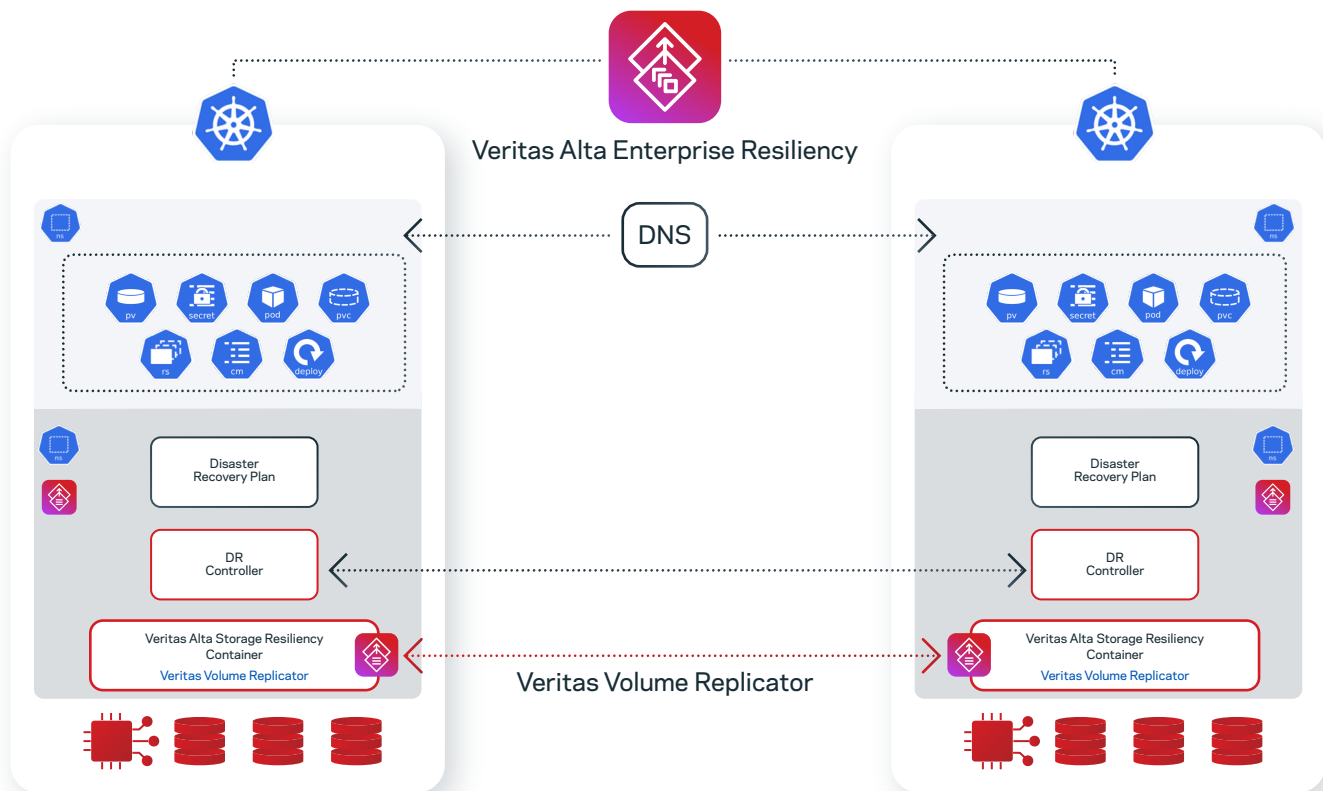 Veritas Alta Enterprise Resiliency
DNS
ns
pv
secret
pod
pvc
rs
cm
deploy
ns
Disaster
Recovery Plan
DR
Controller
Veritas Alta Storage Resiliency
Container
Veritas Volume Replicator
Veritas Volume Replicator
ns
pv
secret
pod
pvc
rs
cm
deploy
ns
Disaster
Recovery Plan
DR
Controller
Veritas Alta Storage Resiliency
Container
Veritas Volume Replicator